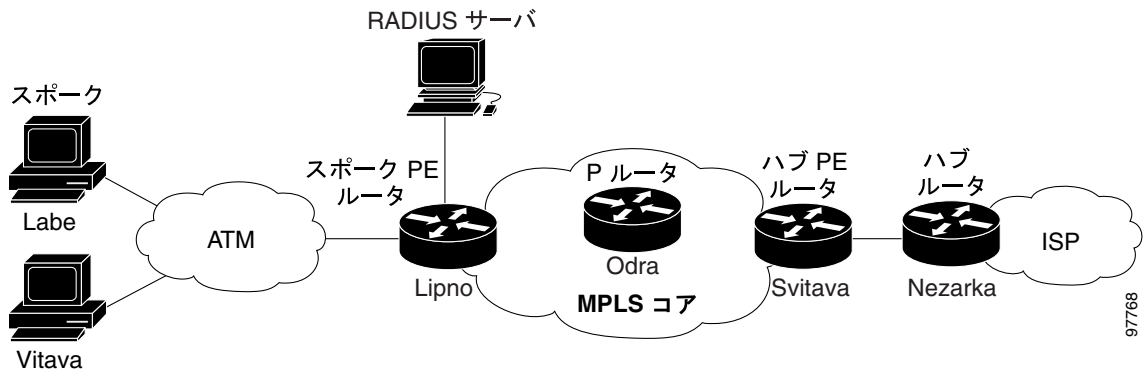 RADIUS サーバ
スポーク
Labe
Vitava
ATM
スポーク PE
ルータ
Lipno
P ルータ
Odra
MPLS コア
ハブ PE
ルータ
Svitava
ハブ
ルータ
Nezarka
ISP
97768